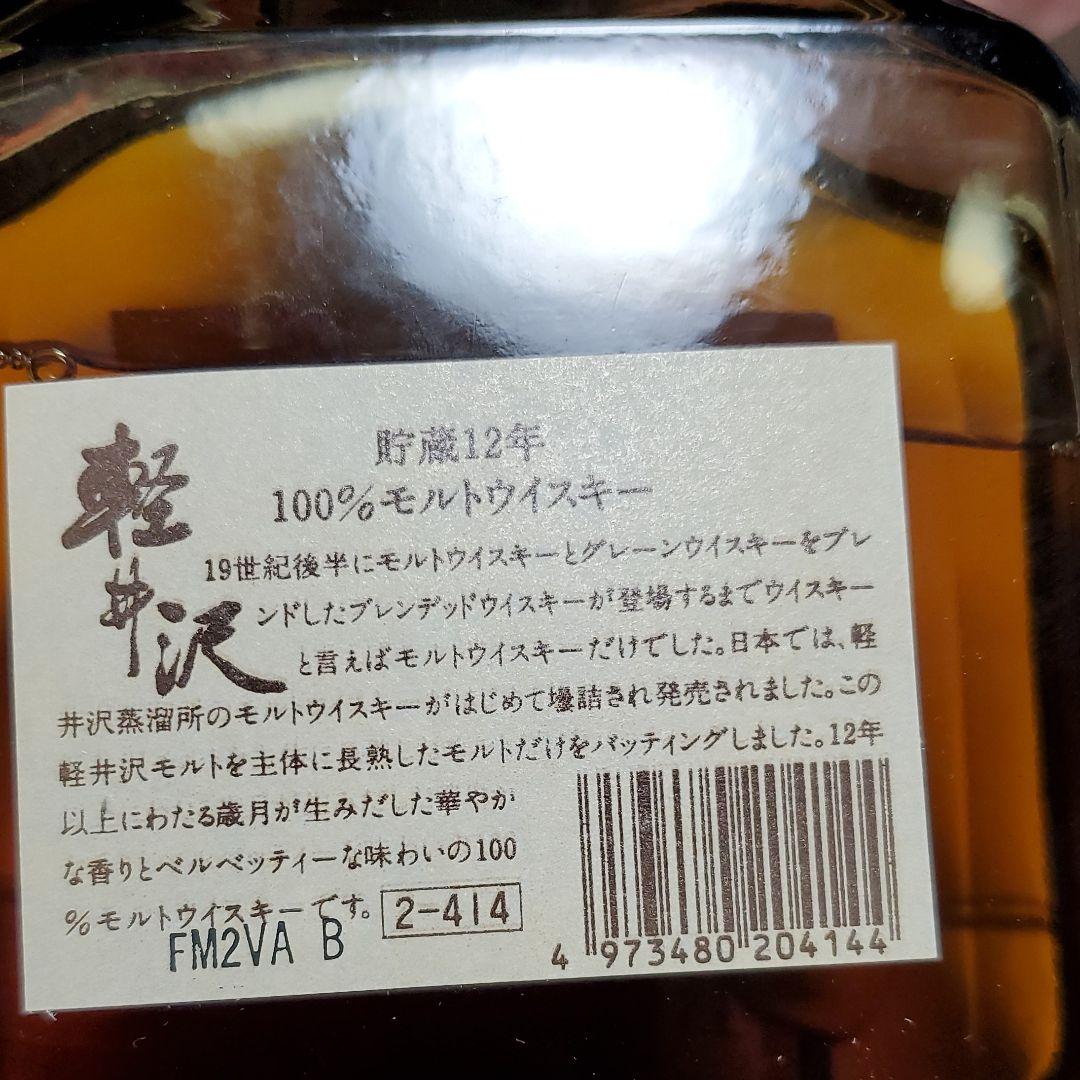 軽井沢
貯蔵12年
100%モルトウイスキー
19世紀後半にモルトウイスキーとグレーンウイスキーをブレ
ンドしたブレンデッドウイスキーが登場するまでウイスキー
と言えばモルトウイスキーだけでした。日本では、軽
井沢蒸溜所のモルトウイスキーがはじめて壜詰され発売されました。この
軽井沢モルトを主体に長熟したモルトだけをバッティングしました。12年
以上にわたる歳月が生みだした華やか
な香りとベルベッティーな味わいの100
%モルトウイスキーです。 2-414
FM2VA B
4 973480 204144